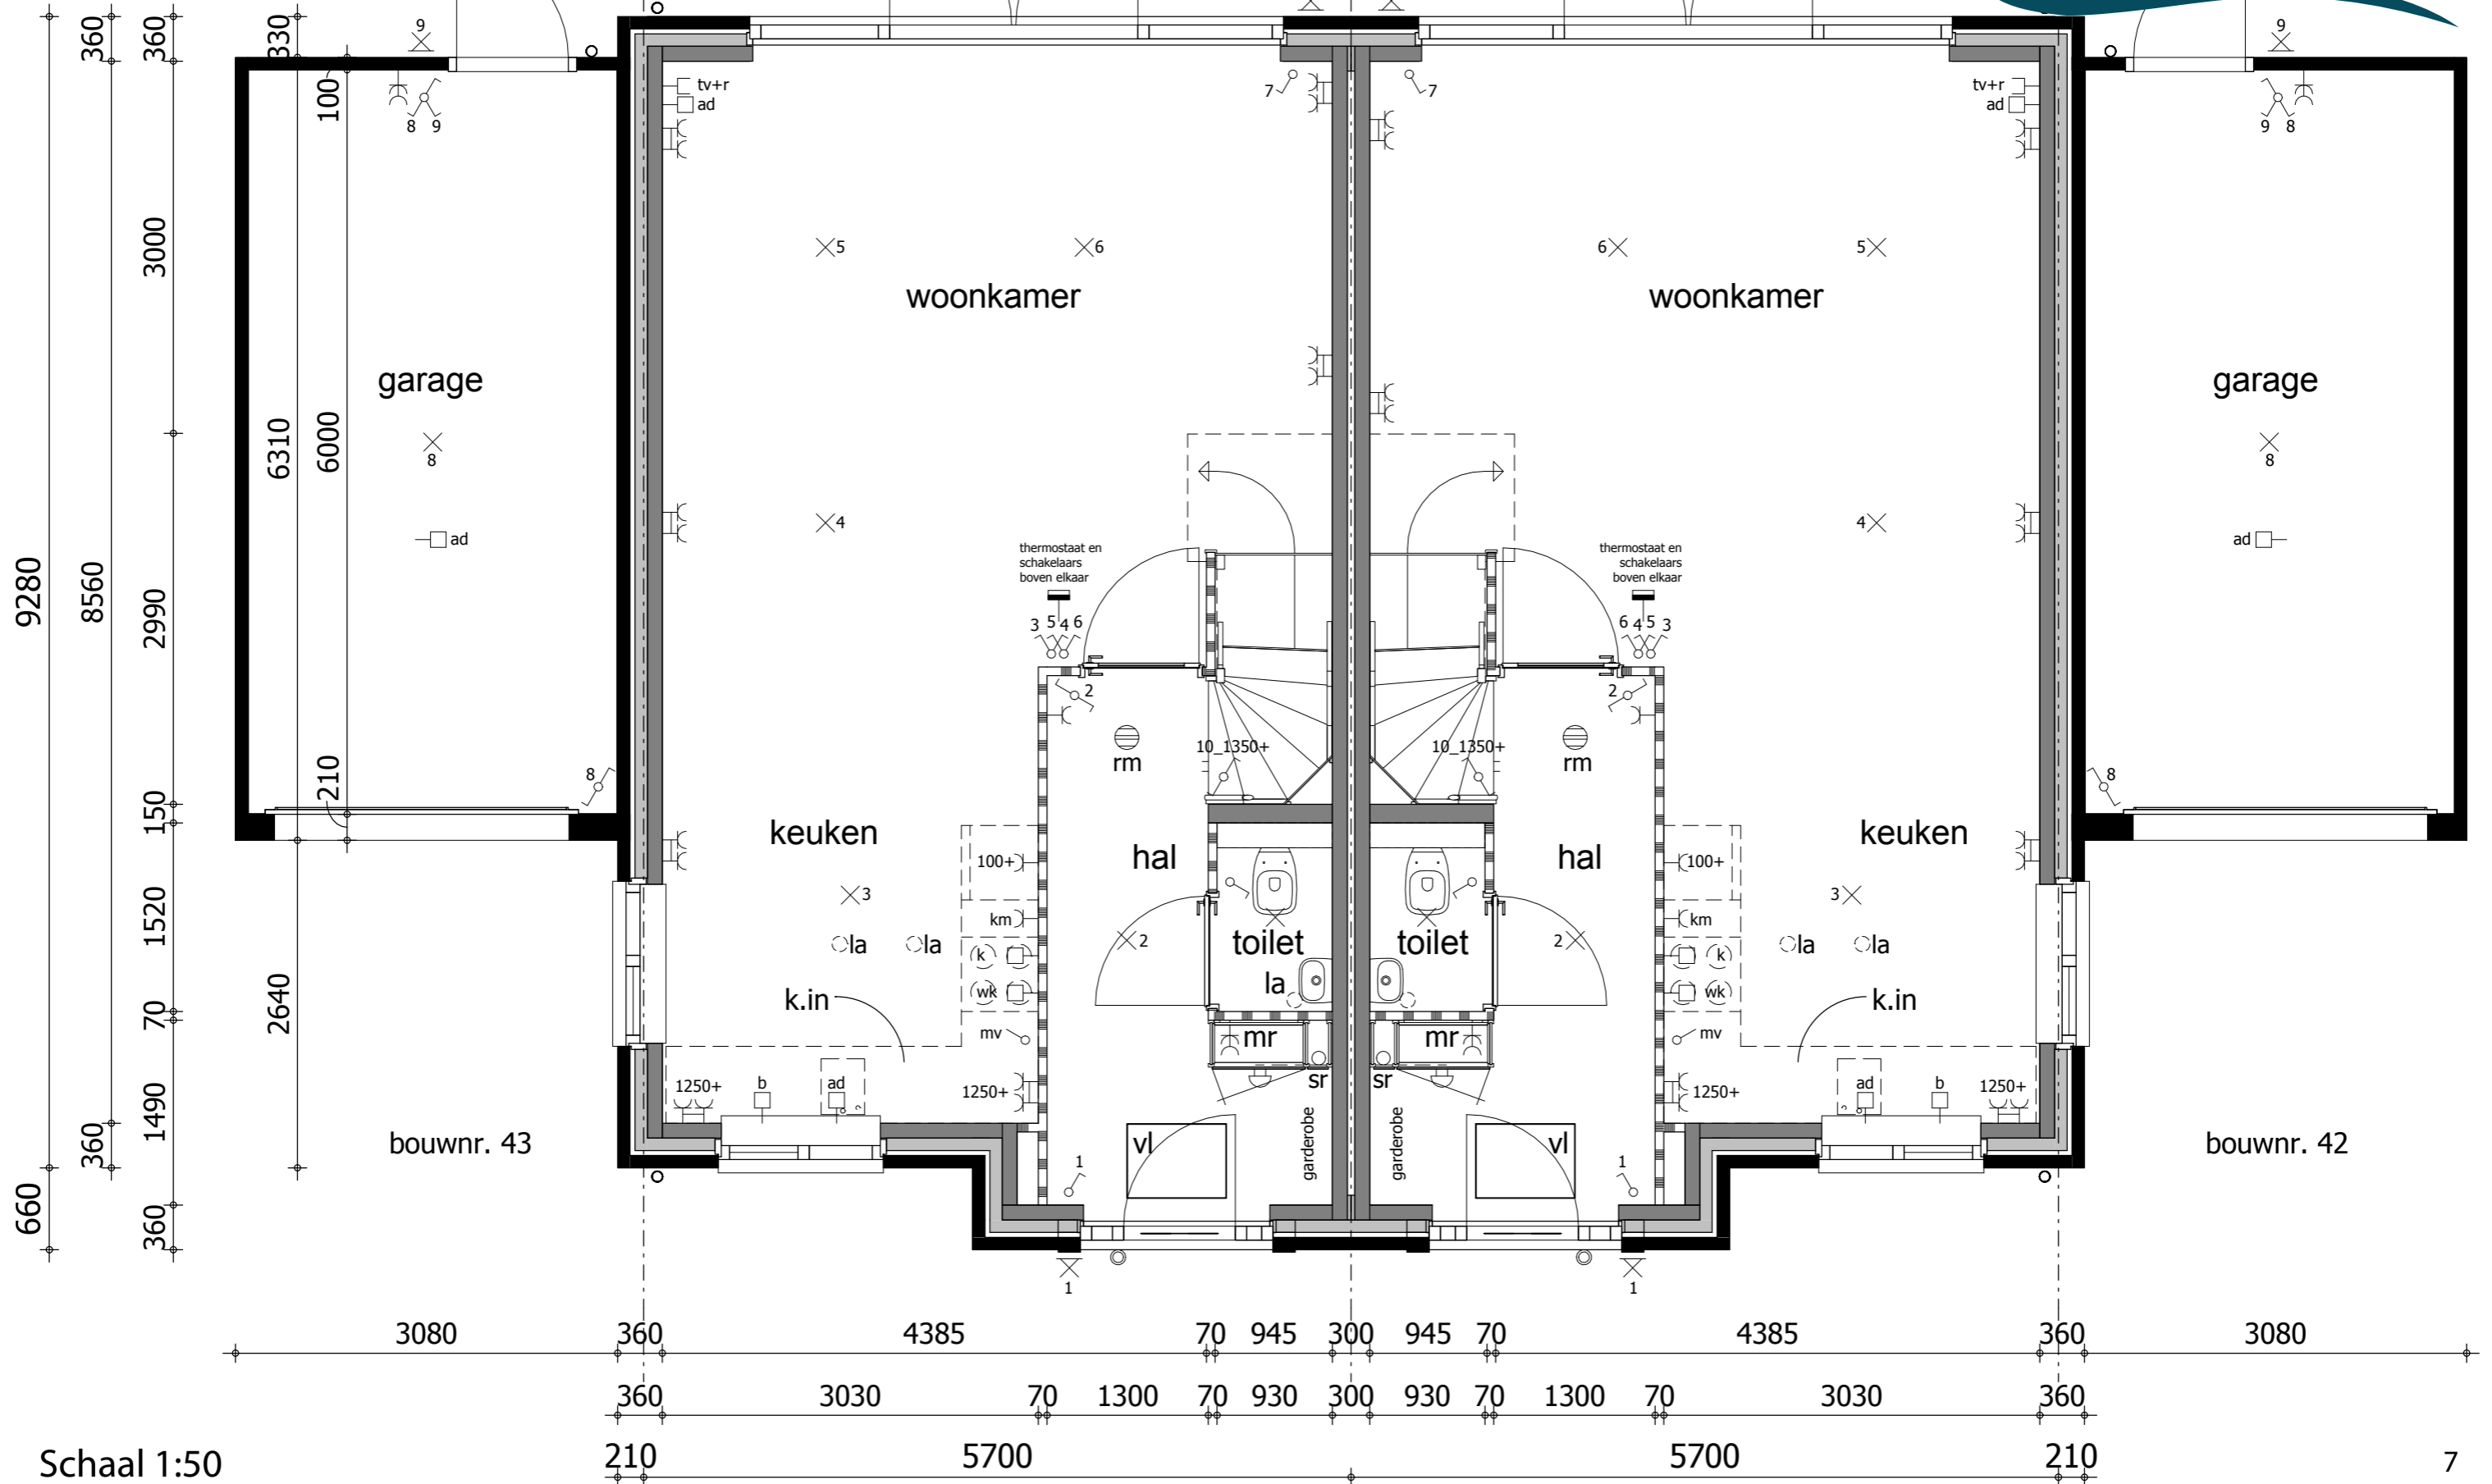 9
9
360
360
330
100
tv+r
ad
8 9
7
7
tv+r
ad
9 8
3000
5
6
6
5
woonkamer
woonkamer
garage
garage
6310
6000
8
8
4
4
ad
ad
9280
8560
2990
thermostaat en
schakelaars
boven elkaar
thermostaat en
schakelaars
boven elkaar
3 5 4 6
6 4 5 3
2
2
rm
10_1350+
10_1350+
rm
210
8
8
150
keuken
hal
hal
keuken
100+
100+
1520
3
3
km
km
la
la
la
la
2
2
toilet
toilet
k
k
la
wk
wk
2640
70
k.in
k.in
mv
mv
mr
mr
1250+
b
ad
1250+
sr
sr
1250+
ad
b
1250+
1490
360
bouwnr. 43
vl
garderobe
garderobe
vl
bouwnr. 42
1
1
660
360
1
1
3080 360 4385 70 945 300 945 70 4385 360 3080
360 3030 70 1300 70 930 300 930 70 1300 70 3030 360
210 5700 5700 210
Schaal 1:50
7